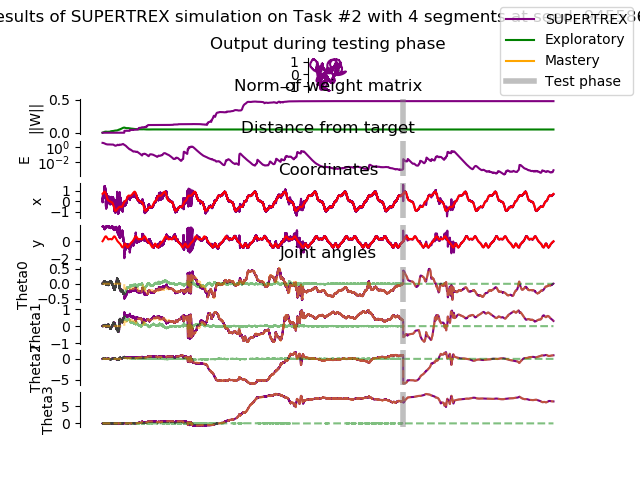 esults of SUPERTREX simulation on Task #2 with 4 segments at seed
SUPERTREX
Exploratory
Mastery
Test phase
Output during testing phase
1
0
−1
Norm of weight matrix
0.5
0.0
||W||
Distance from target
10⁰
10⁻²
E
Coordinates
1
0
−1
x
0
−2
y
Joint angles
0.5
0.0
−0.5
Theta0
1
0
−1
Theta1
0
−5
Theta2
5
0
Theta3